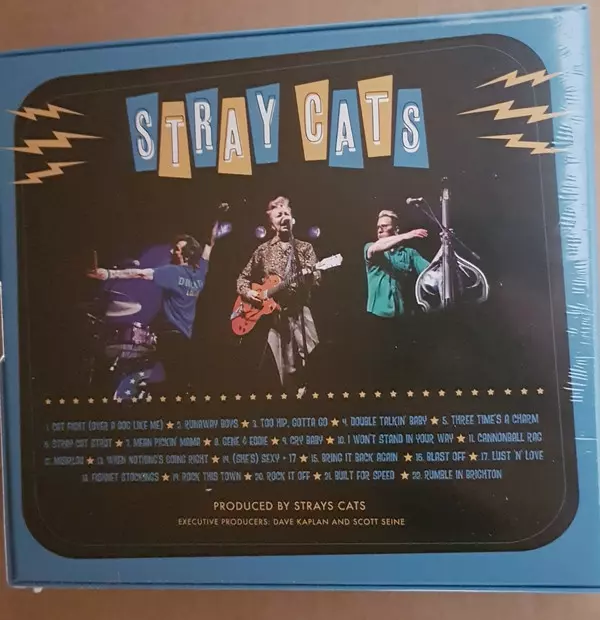 STRAY CATS
1. CAT FIGHT (OVER A DOG LIKE ME) ★ 2. RUNAWAY BOYS ★ 3. TOO HIP, GOTTA GO ★ 4. DOUBLE TALKIN' BABY ★ 5. THREE TIME'S A CHARM
6. STRAY CAT STRUT ★ 7. MEAN PICKIN' MAMA ★ 8. GENE & EDDIE ★ 9. CRY BABY ★ 10. I WON'T STAND IN YOUR WAY ★ 11. CANNONBALL RAG
12. MISIRLOU ★ 13. WHEN NOTHING'S GOING RIGHT ★ 14. (SHE'S) SEXY + 17 ★ 15. BRING IT BACK AGAIN ★ 16. BLAST OFF ★ 17. LUST 'N' LOVE
18. FISHNET STOCKINGS ★ 19. ROCK THIS TOWN ★ 20. ROCK IT OFF ★ 21. BUILT FOR SPEED ★ 20. RUMBLE IN BRIGHTON
PRODUCED BY STRAYS CATS
EXECUTIVE PRODUCERS: DAVE KAPLAN AND SCOTT SEINE